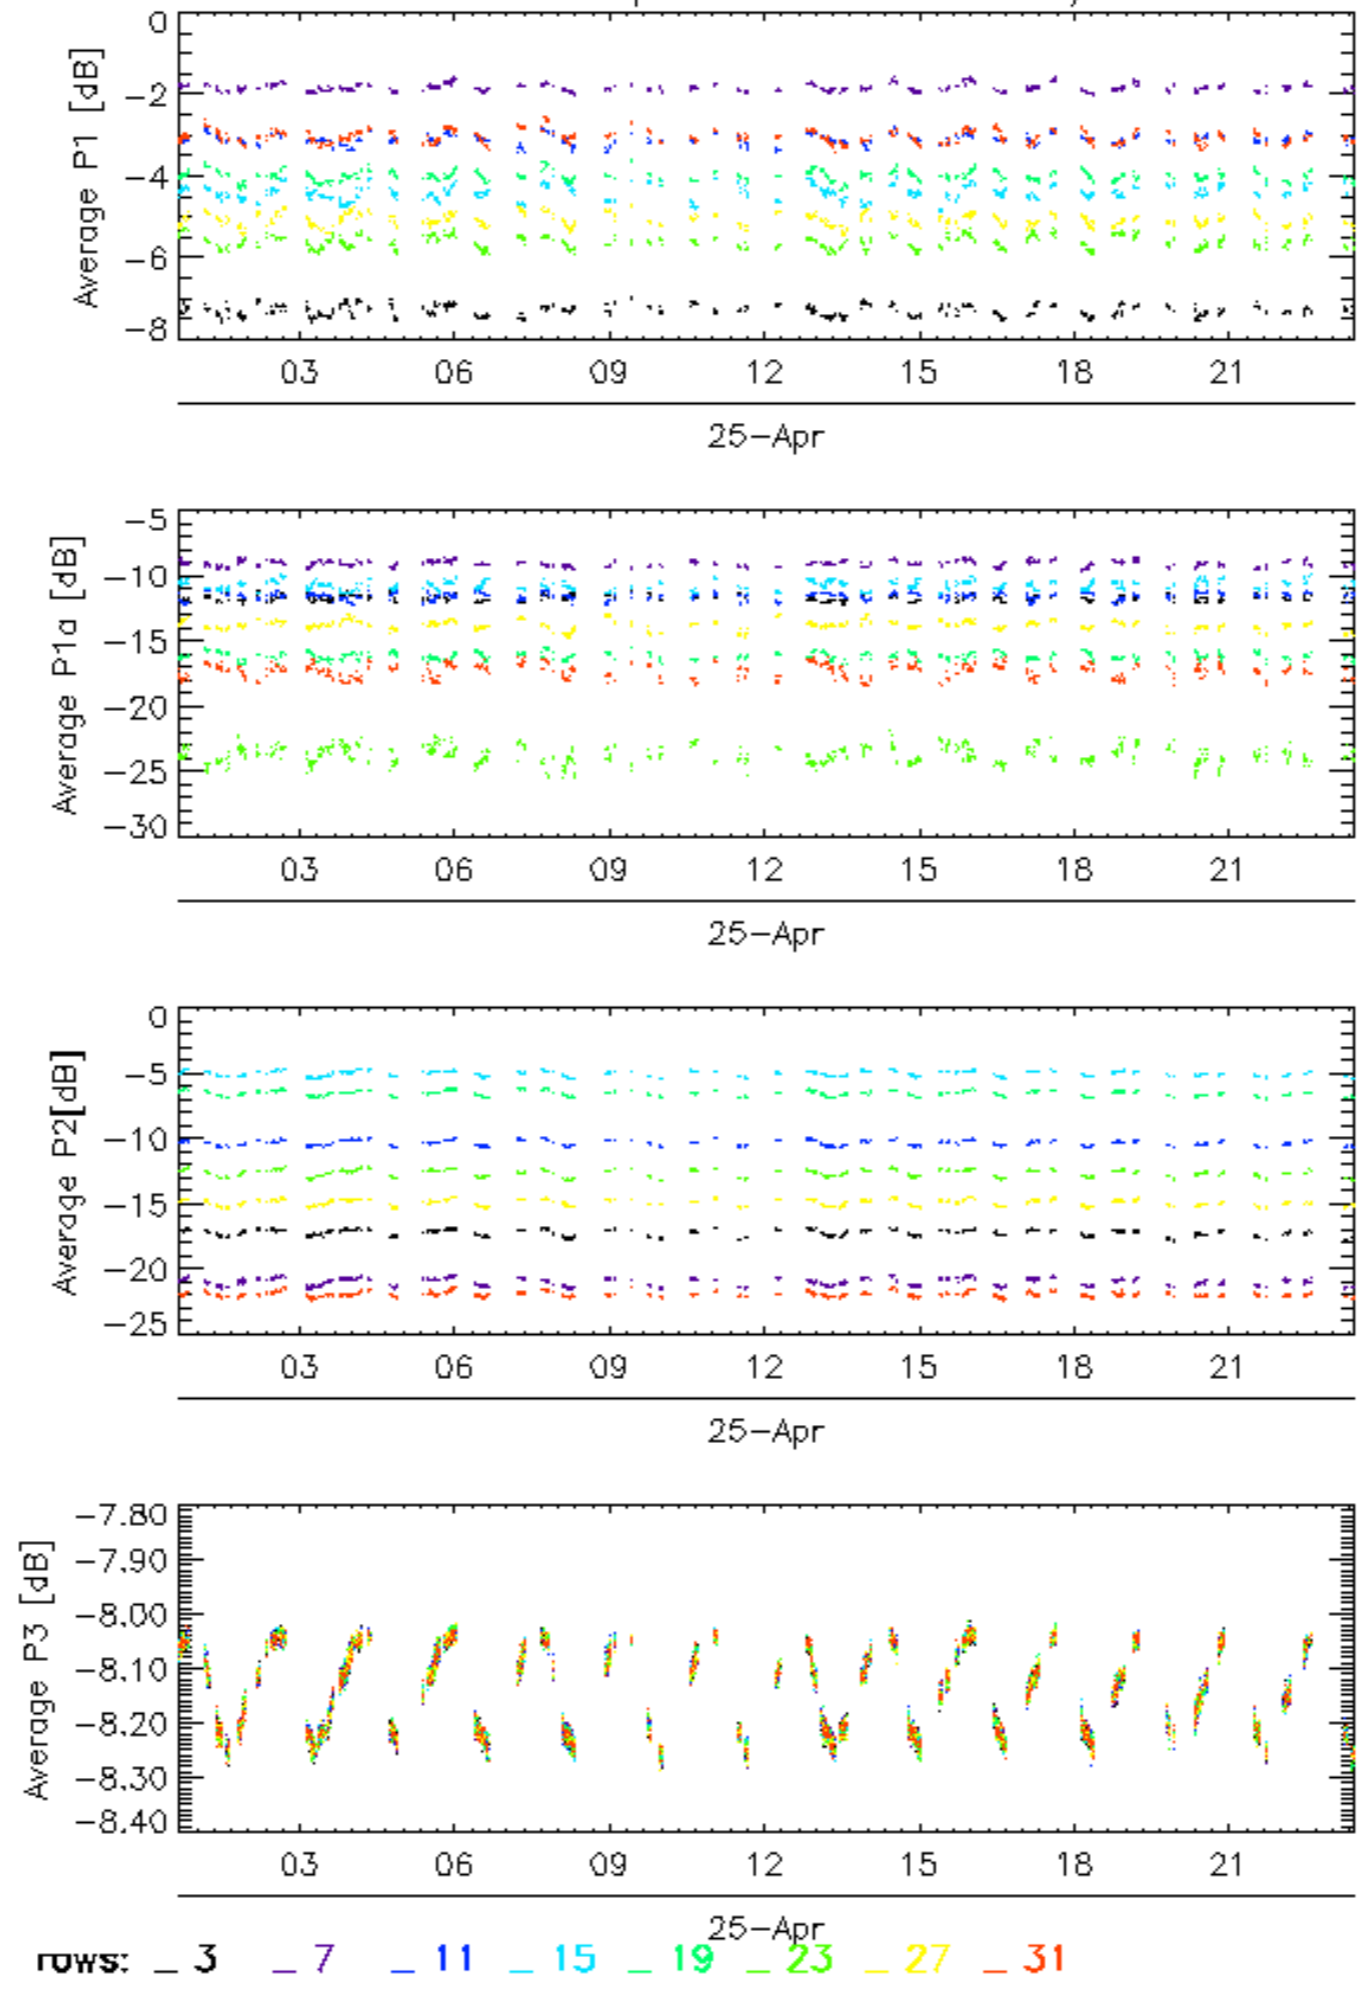 Average P1 [dB]
0
−2
−4
−6
−8
03 06 09 12 15 18 21
25−Apr
Average P1a [dB]
−5
−10
−15
−20
−25
−30
03 06 09 12 15 18 21
25−Apr
Average P2[dB]
0
−5
−10
−15
−20
−25
03 06 09 12 15 18 21
25−Apr
Average P3 [dB]
−7.80
−7.90
−8.00
−8.10
−8.20
−8.30
−8.40
03 06 09 12 15 18 21
25−Apr
rows: _ 3 _ 7 _ 11 _ 15 _ 19 _ 23 _ 27 _ 31